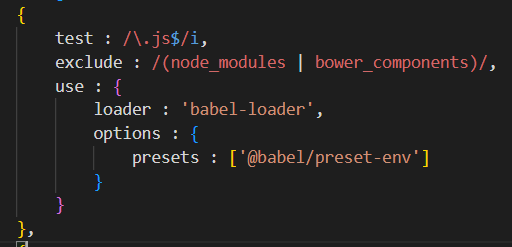 {
test : /\.js$/i,
exclude : /(node_modules | bower_components)/,
use : {
loader : 'babel-loader',
options : {
presets : ['@babel/preset-env']
}
}
},